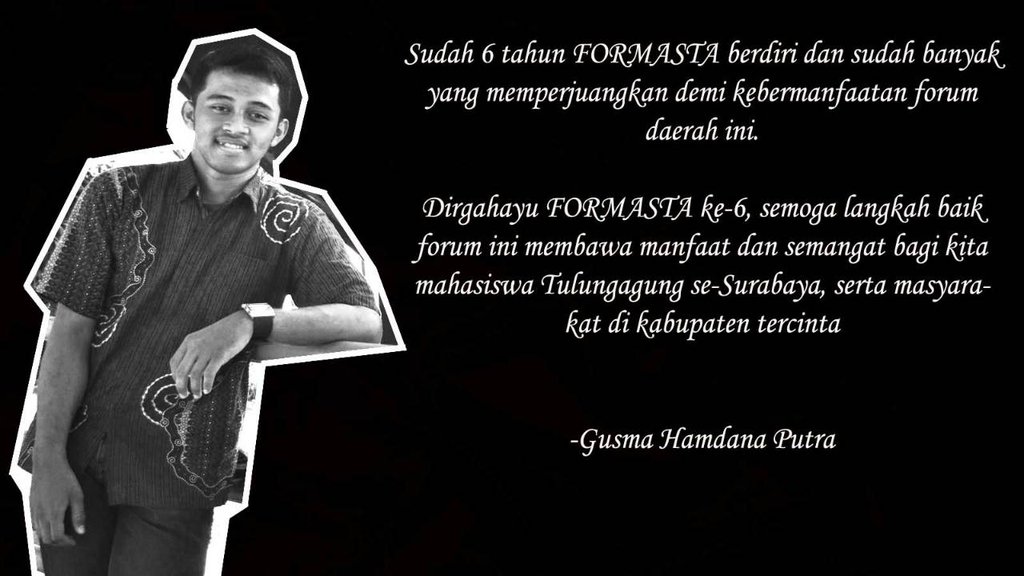 Sudah 6 tahun FORMASTA berdiri dan sudah banyak
yang memperjuangkan demi kebermanfaatan forum
daerah ini.
Dirgahayu FORMASTA ke-6, semoga langkah baik
forum ini membawa manfaat dan semangat bagi kita
mahasiswa Tulungagung se-Surabaya, serta masyara-
kat di kabupaten tercinta
-Gusma Hamdana Putra